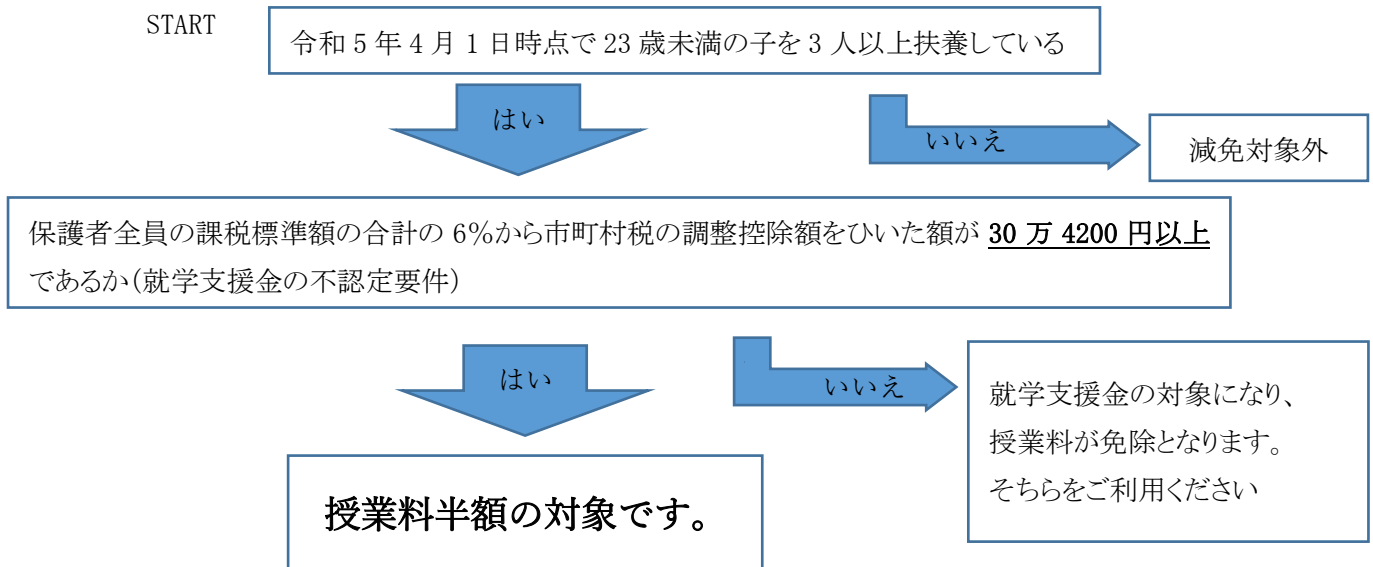 START
令和5年4月1日時点で23歳未満の子を3人以上扶養している
はい
いいえ
減免対象外
保護者全員の課税標準額の合計の6%から市町村税の調整控除額をひいた額が 30万4200円以上
であるか(就学支援金の不認定要件)
はい
いいえ
就学支援金の対象になり、
授業料が免除となります。
そちらをご利用ください
授業料半額の対象です。